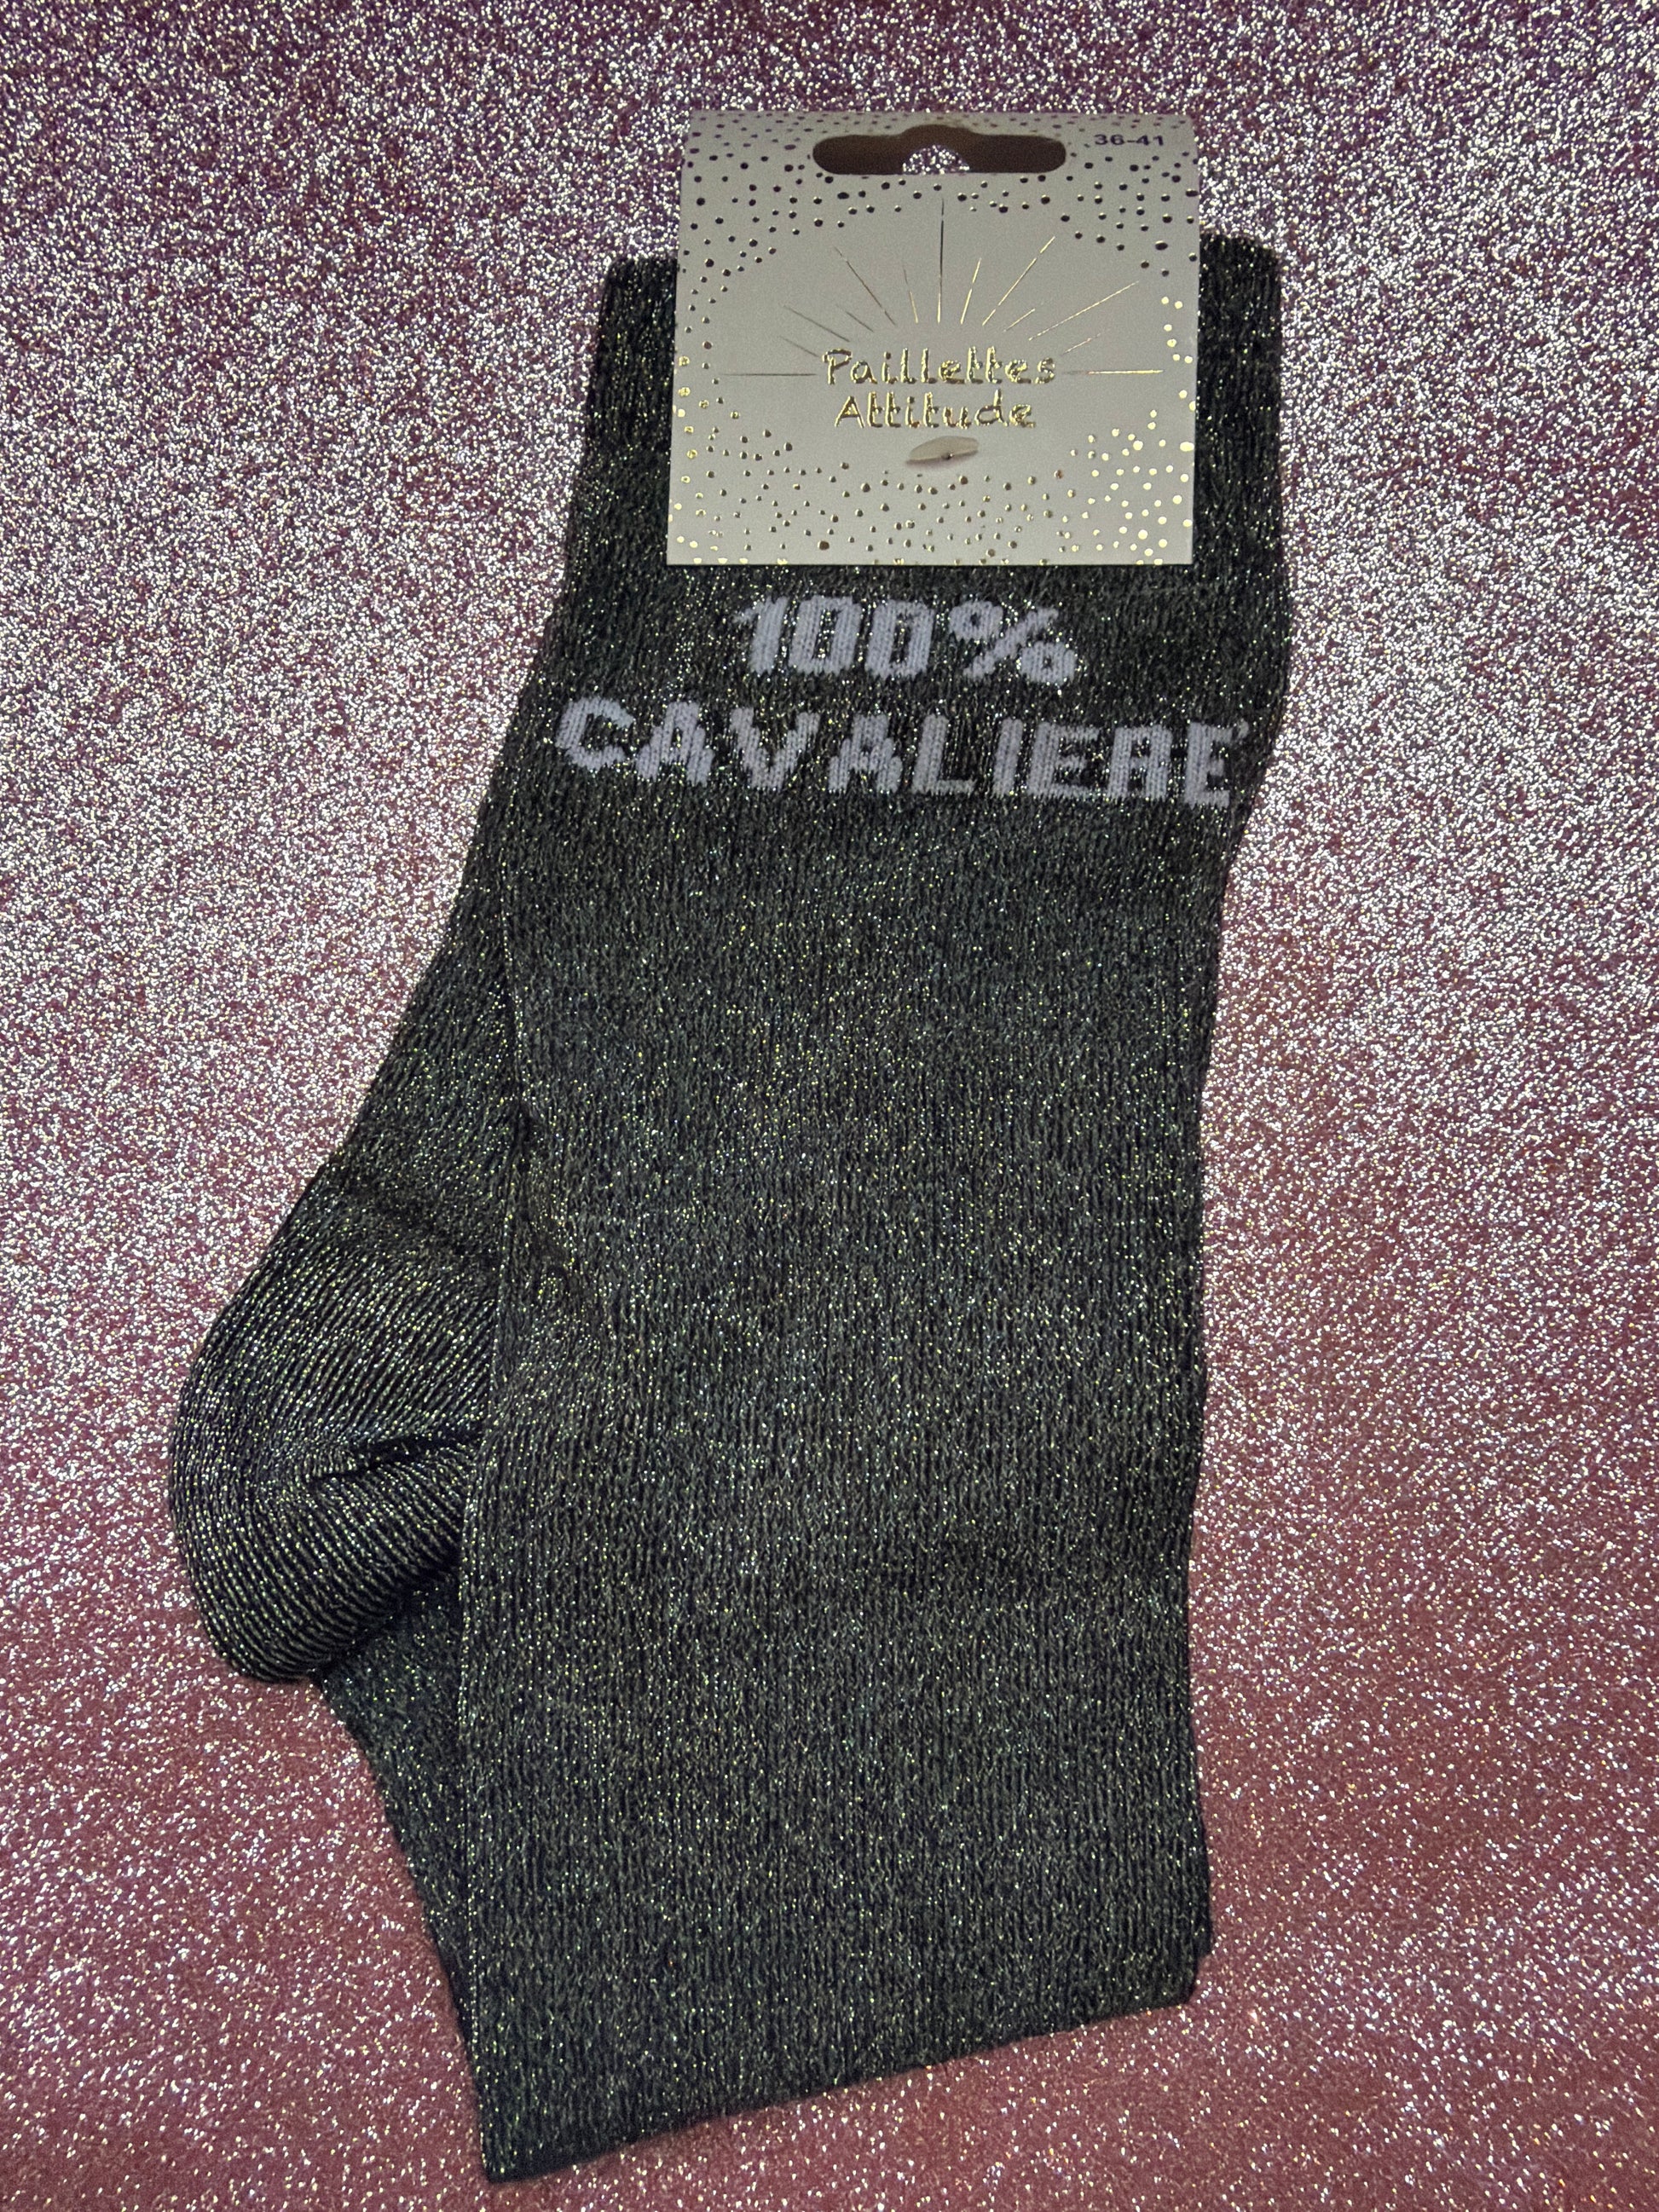 36-41
Paillettes
Attitude
100%
CAVALIERE